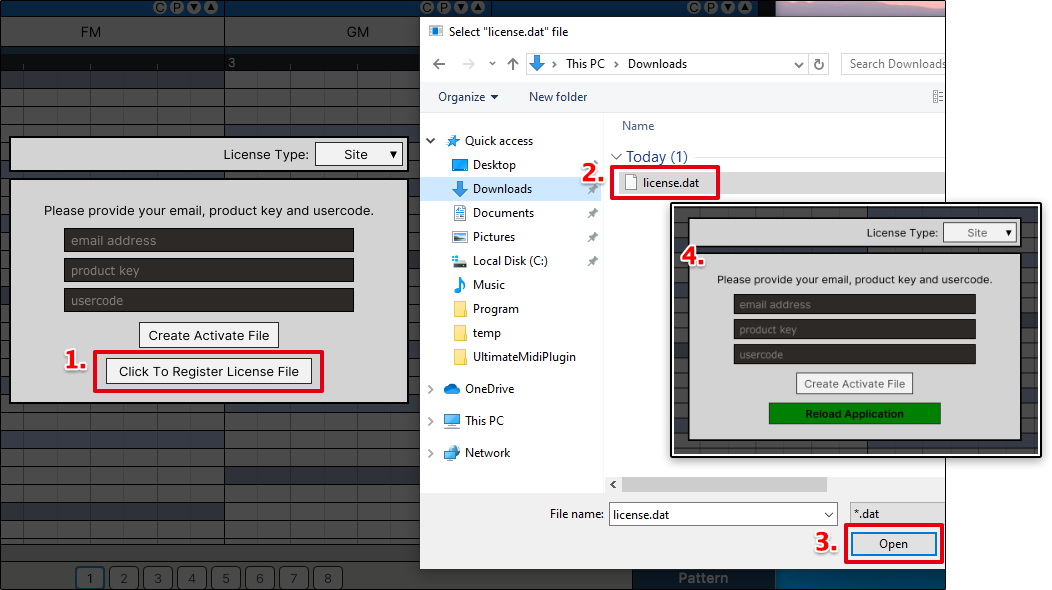 C P ▼ ▲ C P ▼ ▲ C P ▼ ▲
FM GM
3
License Type: Site ▼
Please provide your email, product key and usercode.
email address
product key
usercode
Create Activate File
1. Click To Register License File
1 2 3 4 5 6 7 8
Pattern
Select "license.dat" file
This PC > Downloads
Search Downloads
Organize New folder
Quick access
Desktop
Downloads
Documents
Pictures
Local Disk (C:)
Music
Program
temp
UltimateMidiPlugin
OneDrive
This PC
Network
Name
Today (1)
2. license.dat
4.
License Type: Site ▼
Please provide your email, product key and usercode.
email address
product key
usercode
Create Activate File
Reload Application
File name: license.dat *.dat
3. Open